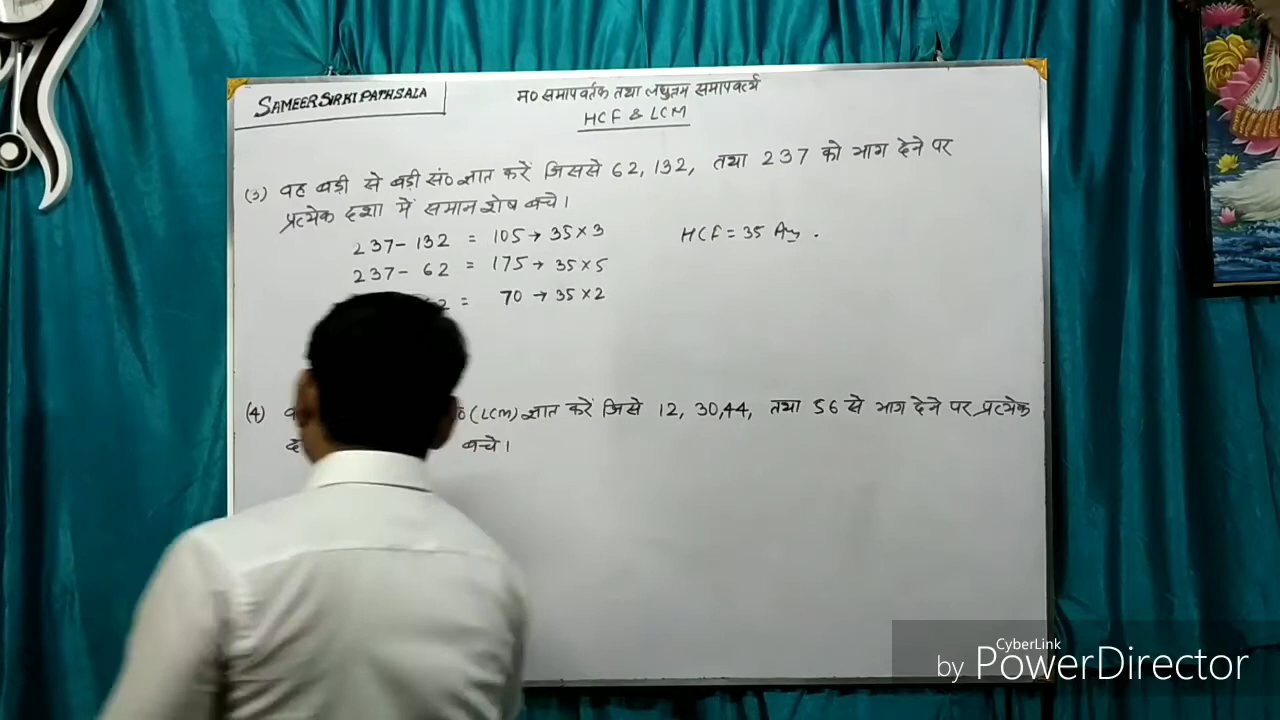 SAMEER SIR KI PATHSALA
म० समापवर्तक तथा लघुतम समापवर्त्य
HCF & LCM
(3) वह बड़ी से बड़ी सं० ज्ञात करें जिससे 62, 132, तथा 237 को भाग देने पर
प्रत्येक दशा में समान शेष बचे।
237 - 132 = 105 → 35 × 3
HCF = 35 Ans.
237 - 62 = 175 → 35 × 5
2 = 70 → 35 × 2
(4) (LCM) ज्ञात करें जिसे 12, 30, 44, तथा 56 से भाग देने पर प्रत्येक
बच्चे।
CyberLink
by PowerDirector